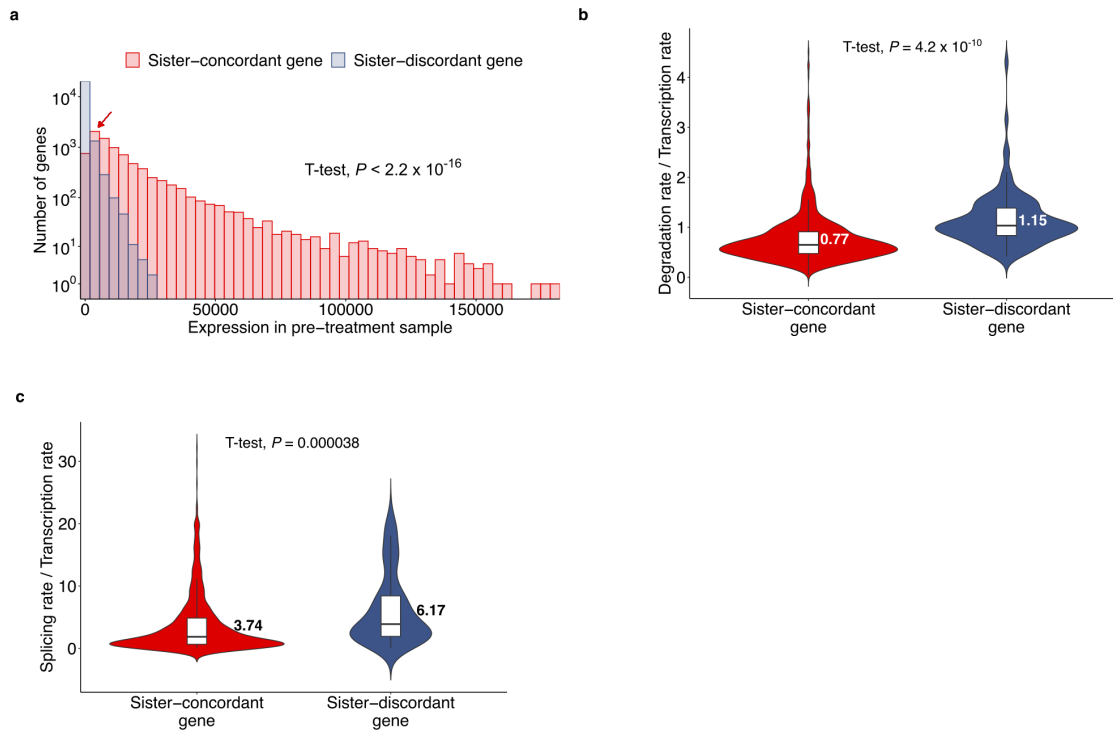 a
Sister−concordant gene Sister−discordant gene
Number of genes
10⁴
10³
10²
10¹
10⁰
T-test, P < 2.2 x 10⁻¹⁶
0 50000 100000 150000
Expression in pre−treatment sample
b
Degradation rate / Transcription rate
4
3
2
1
0
T-test, P = 4.2 x 10⁻¹⁰
0.77
1.15
Sister−concordant
gene
Sister−discordant
gene
c
Splicing rate / Transcription rate
30
20
10
0
T-test, P = 0.000038
3.74
6.17
Sister−concordant
gene
Sister−discordant
gene